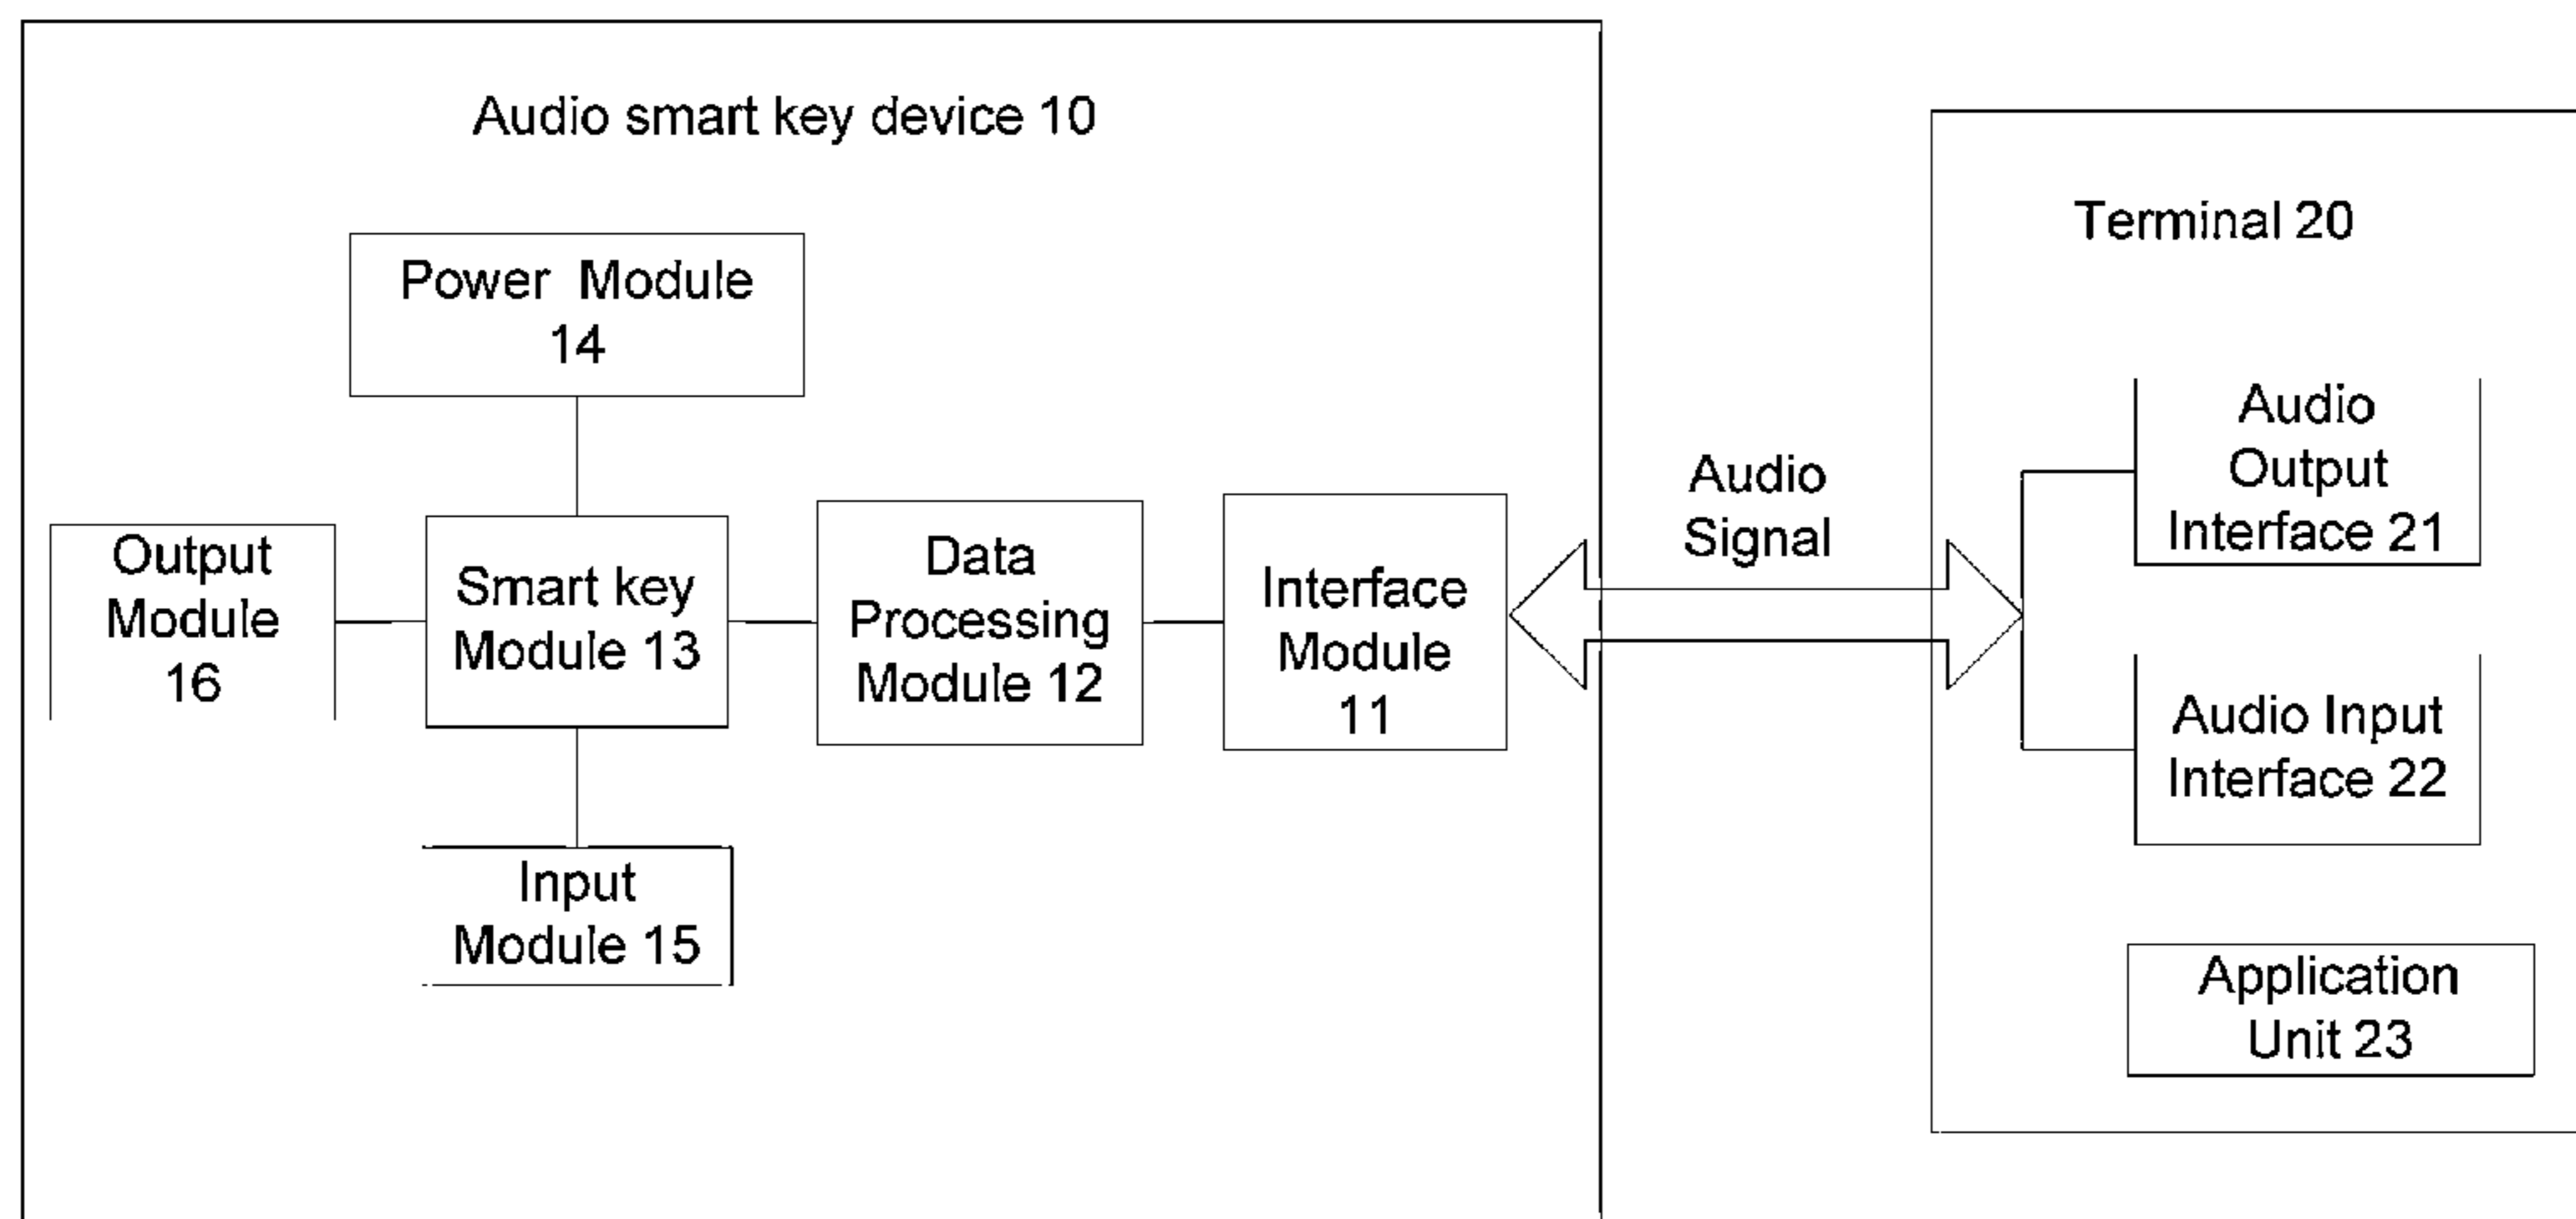 Audio smart key device 10
Power Module
14
Output
Module
16
Smart key
Module 13
Data
Processing
Module 12
Interface
Module
11
Input
Module 15
Audio
Signal
Terminal 20
Audio
Output
Interface 21
Audio Input
Interface 22
Application
Unit 23